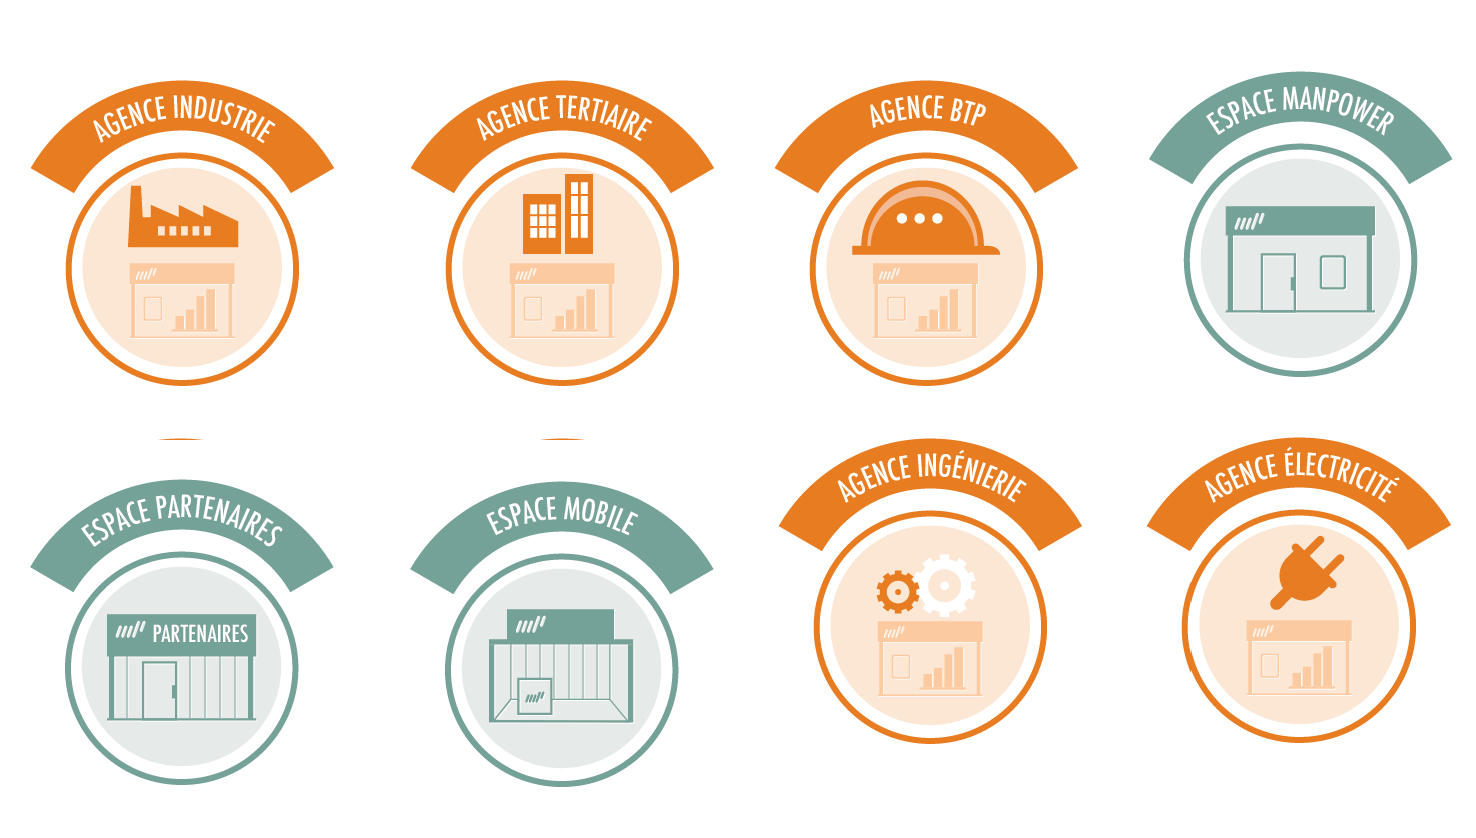 AGENCE INDUSTRIE
AGENCE TERTIAIRE
AGENCE BTP
ESPACE MANPOWER
ESPACE PARTENAIRES
PARTENAIRES
ESPACE MOBILE
AGENCE INGÉNIERIE
AGENCE ÉLECTRICITÉ